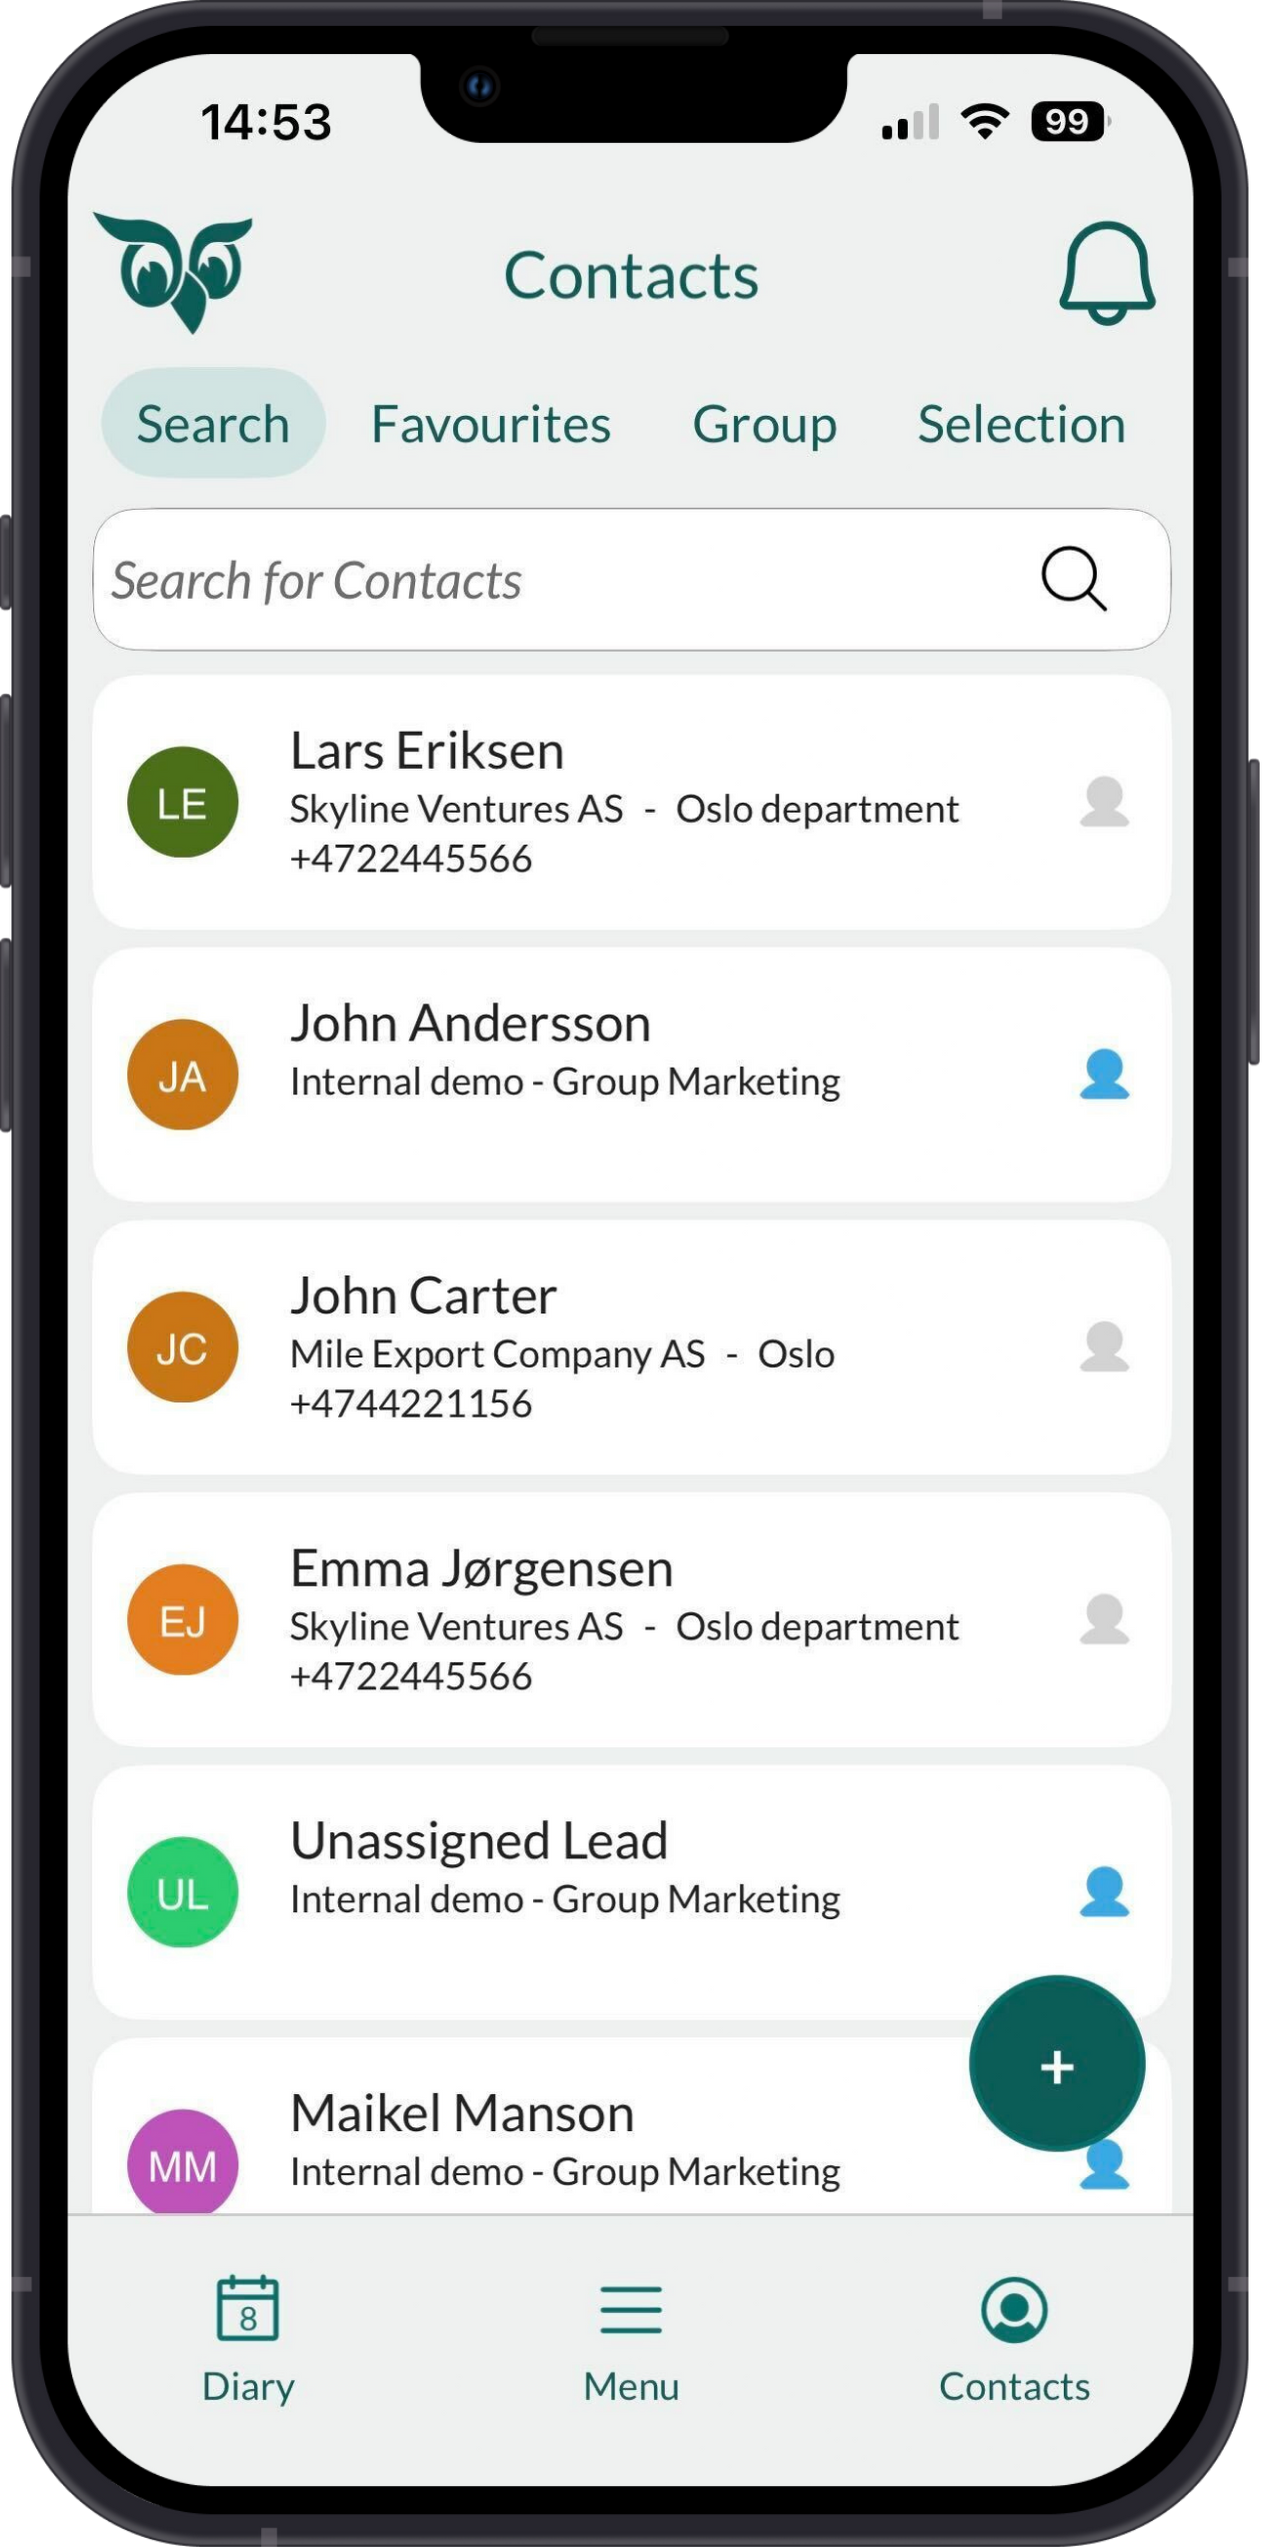 14:53
99
Contacts
Search Favourites Group Selection
Search for Contacts
LE
Lars Eriksen
Skyline Ventures AS - Oslo department
+4722445566
JA
John Andersson
Internal demo - Group Marketing
JC
John Carter
Mile Export Company AS - Oslo
+4744221156
EJ
Emma Jørgensen
Skyline Ventures AS - Oslo department
+4722445566
UL
Unassigned Lead
Internal demo - Group Marketing
+
MM
Maikel Manson
Internal demo - Group Marketing
8
Diary Menu Contacts